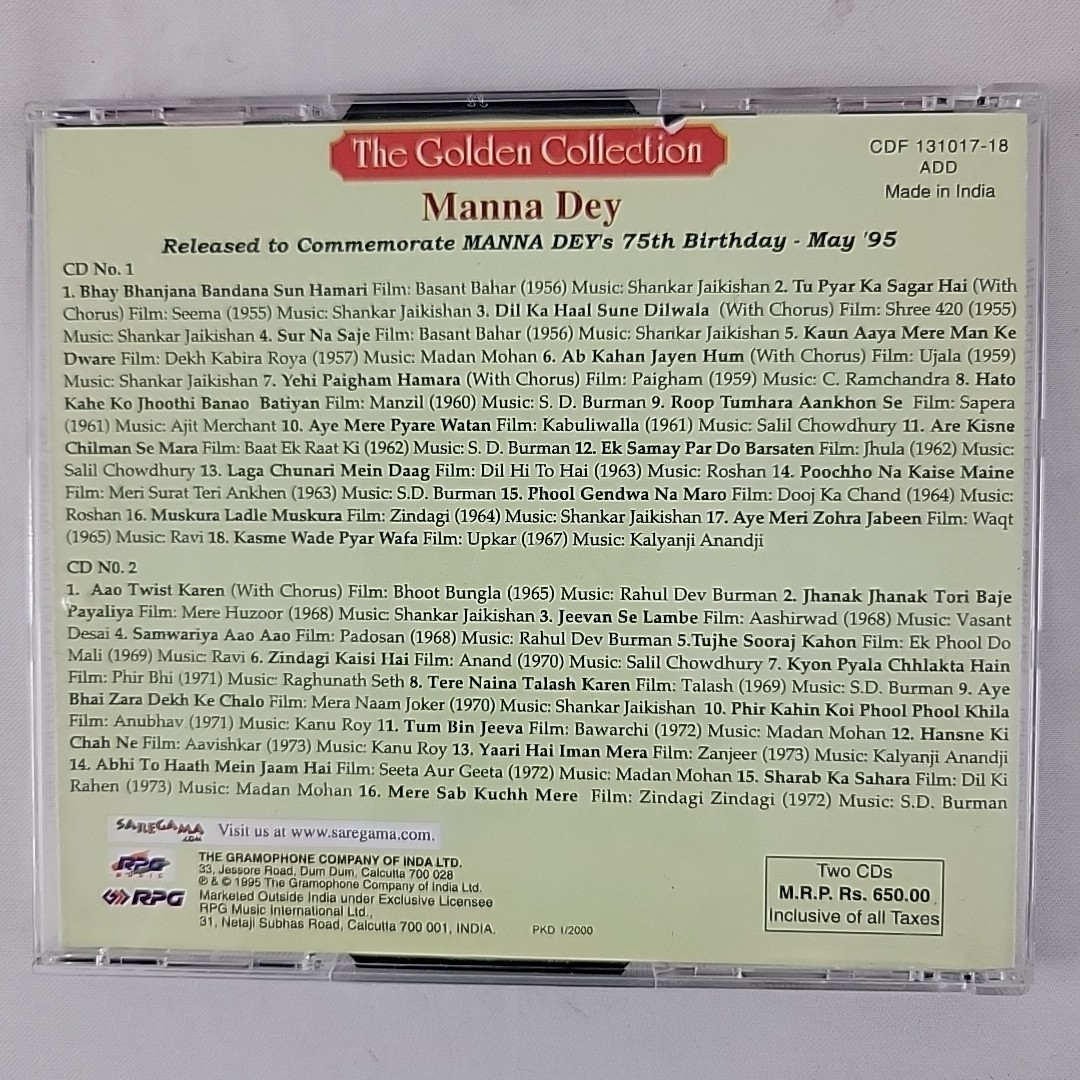 The Golden Collection
CDF 131017-18
ADD
Made in India
Manna Dey
Released to Commemorate MANNA DEY's 75th Birthday - May '95
CD No. 1
1. Bhay Bhanjana Bandana Sun Hamari Film: Basant Bahar (1956) Music: Shankar Jaikishan 2. Tu Pyar Ka Sagar Hai (With
Chorus) Film: Seema (1955) Music: Shankar Jaikishan 3. Dil Ka Haal Sune Dilwala (With Chorus) Film: Shree 420 (1955)
Music: Shankar Jaikishan 4. Sur Na Saje Film: Basant Bahar (1956) Music: Shankar Jaikishan 5. Kaun Aaya Mere Man Ke
Dware Film: Dekh Kabira Roya (1957) Music: Madan Mohan 6. Ab Kahan Jayen Hum (With Chorus) Film: Ujala (1959)
Music: Shankar Jaikishan 7. Yehi Paigham Hamara (With Chorus) Film: Paigham (1959) Music: C. Ramchandra 8. Hato
Kahe Ko Jhoothi Banao Batiyan Film: Manzil (1960) Music: S. D. Burman 9. Roop Tumhara Aankhon Se Film: Sapera
(1961) Music: Ajit Merchant 10. Aye Mere Pyare Watan Film: Kabuliwalla (1961) Music: Salil Chowdhury 11. Are Kisne
Chilman Se Mara Film: Baat Ek Raat Ki (1962) Music: S. D. Burman 12. Ek Samay Par Do Barsaten Film: Jhula (1962) Music:
Salil Chowdhury 13. Laga Chunari Mein Daag Film: Dil Hi To Hai (1963) Music: Roshan 14. Poochho Na Kaise Maine
Film: Meri Surat Teri Ankhen (1963) Music: S.D. Burman 15. Phool Gendwa Na Maro Film: Dooj Ka Chand (1964) Music:
Roshan 16. Muskura Ladle Muskura Film: Zindagi (1964) Music: Shankar Jaikishan 17. Aye Meri Zohra Jabeen Film: Waqt
(1965) Music: Ravi 18. Kasme Wade Pyar Wafa Film: Upkar (1967) Music: Kalyanji Anandji
CD N0. 2
1. Aao Twist Karen (With Chorus) Film: Bhoot Bungla (1965) Music: Rahul Dev Burman 2. Jhanak Jhanak Tori Baje
Payaliya Film: Mere Huzoor (1968) Music: Shankar Jaikishan 3. Jeevan Se Lambe Film: Aashirwad (1968) Music: Vasant
Desai 4. Samwariya Aao Aao Film: Padosan (1968) Music: Rahul Dev Burman 5.Tujhe Sooraj Kahon Film: Ek Phool Do
Mali (1969) Music: Ravi 6. Zindagi Kaisi Hai Film: Anand (1970) Music: Salil Chowdhury 7. Kyon Pyala Chhlakta Hain
Film: Phir Bhi (1971) Music: Raghunath Seth 8. Tere Naina Talash Karen Film: Talash (1969) Music: S.D. Burman 9. Aye
Bhai Zara Dekh Ke Chalo Film: Mera Naam Joker (1970) Music: Shankar Jaikishan 10. Phir Kahin Koi Phool Phool Khila
Film: Anubhav (1971) Music: Kanu Roy 11. Tum Bin Jeeva Film: Bawarchi (1972) Music: Madan Mohan 12. Hansne Ki
Chah Ne Film: Aavishkar (1973) Music: Kanu Roy 13. Yaari Hai Iman Mera Film: Zanjeer (1973) Music: Kalyanji Anandji
14. Abhi To Haath Mein Jaam Hai Film: Seeta Aur Geeta (1972) Music: Madan Mohan 15. Sharab Ka Sahara Film: Dil Ki
Rahen (1973) Music: Madan Mohan 16. Mere Sab Kuchh Mere Film: Zindagi Zindagi (1972) Music: S.D. Burman
SAREGAMA.COM Visit us at www.saregama.com.
RPG MUSIC
RPG
THE GRAMOPHONE COMPANY OF INDA LTD.
33, Jessore Road, Dum Dum, Calcutta 700 028
℗ & © 1995 The Gramophone Company of India Ltd.
Marketed Outside India under Exclusive Licensee
RPG Music International Ltd.,
31, Netaji Subhas Road, Calcutta 700 001, INDIA. PKD 1/2000
Two CDs
M.R.P. Rs. 650.00
Inclusive of all Taxes